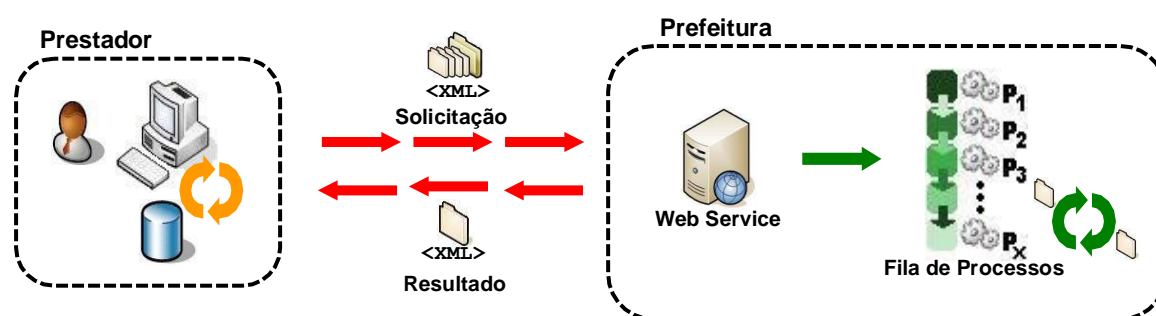 Prestador
Prefeitura
<XML>
Solicitação
P1
P2
P3
Px
Web Service
Fila de Processos
<XML>
Resultado